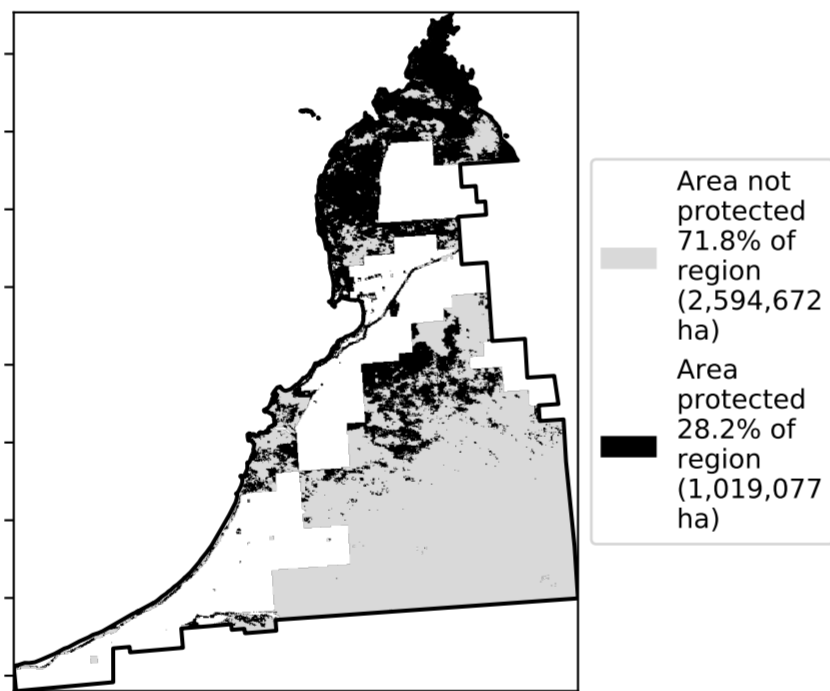 Area not
protected
71.8% of
region
(2,594,672
ha)
Area
protected
28.2% of
region
(1,019,077
ha)